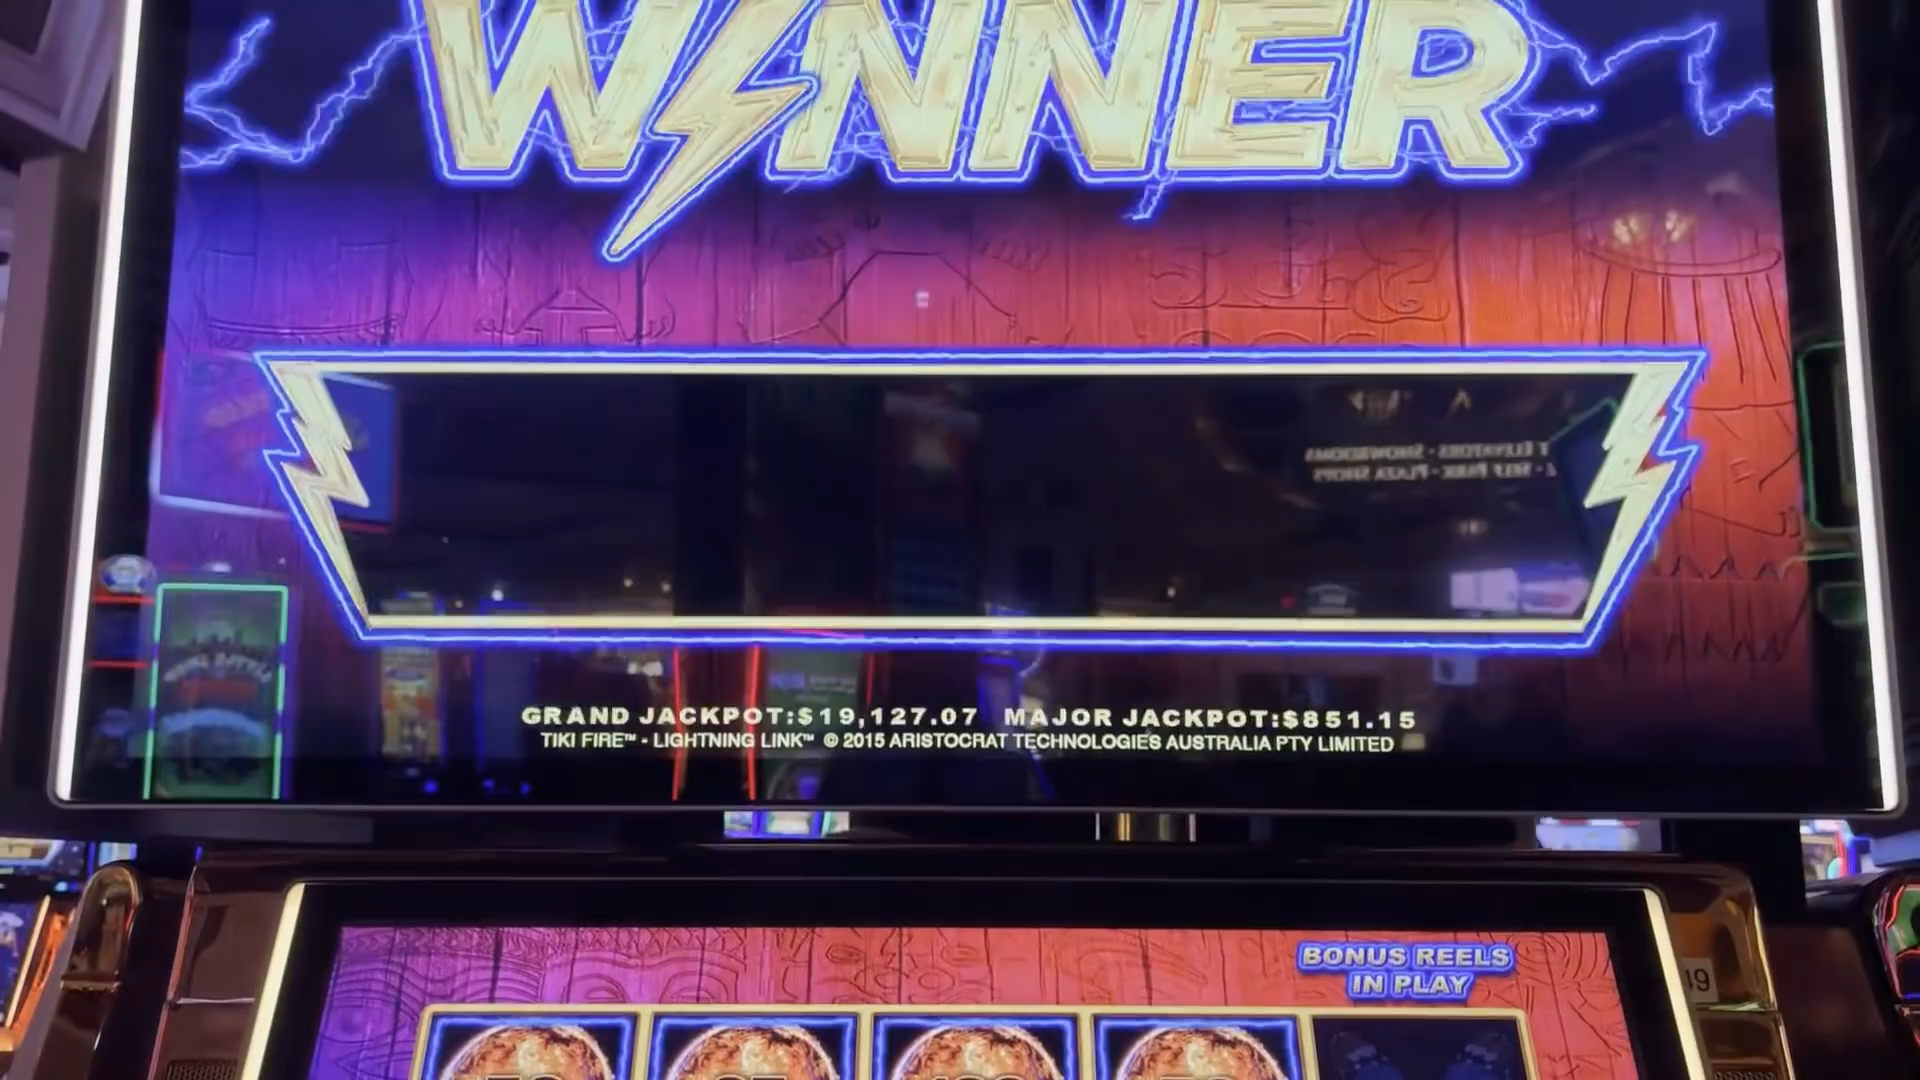 WINNER
GRAND JACKPOT:$19,127.07 MAJOR JACKPOT:$851.15
TIKI FIRE™ - LIGHTNING LINK™ © 2015 ARISTOCRAT TECHNOLOGIES AUSTRALIA PTY LIMITED
BONUS REELS
IN PLAY
49